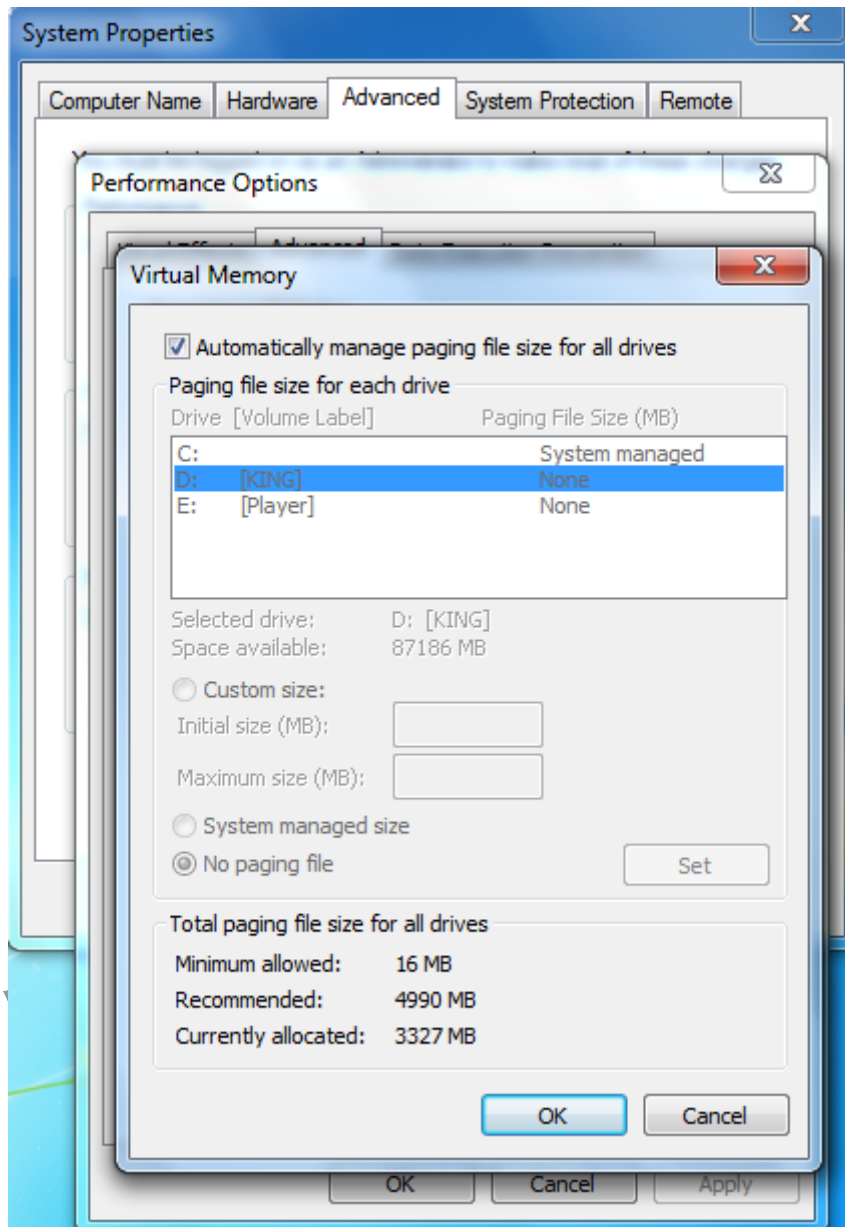 System Properties
Computer Name Hardware Advanced System Protection Remote
Performance Options
Advanced
Virtual Memory
Automatically manage paging file size for all drives
Paging file size for each drive
Drive [Volume Label] Paging File Size (MB)
C: System managed
D: [KING] None
E: [Player] None
Selected drive: D: [KING]
Space available: 87186 MB
Custom size:
Initial size (MB):
Maximum size (MB):
System managed size
No paging file Set
Total paging file size for all drives
Minimum allowed: 16 MB
Recommended: 4990 MB
Currently allocated: 3327 MB
OK Cancel
OK Cancel Apply